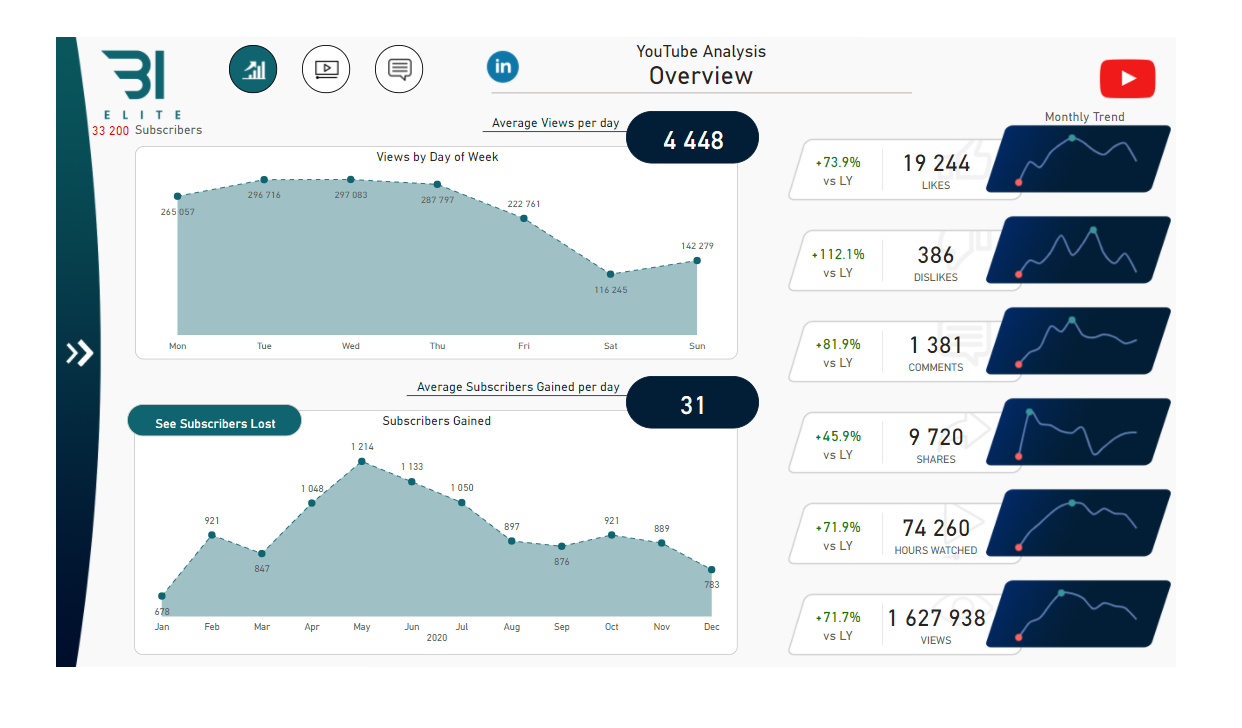 BI
ELITE
33 200 Subscribers
in
YouTube Analysis
Overview
Average Views per day
4 448
Views by Day of Week
265 057
296 716
297 083
287 797
222 761
116 245
142 279
Mon Tue Wed Thu Fri Sat Sun
Average Subscribers Gained per day
31
See Subscribers Lost
Subscribers Gained
678
921
847
1 048
1 214
1 133
1 050
897
876
921
889
783
Jan Feb Mar Apr May Jun Jul Aug Sep Oct Nov Dec
2020
Monthly Trend
+73.9%
vs LY
19 244
LIKES
+112.1%
vs LY
386
DISLIKES
+81.9%
vs LY
1 381
COMMENTS
+45.9%
vs LY
9 720
SHARES
+71.9%
vs LY
74 260
HOURS WATCHED
+71.7%
vs LY
1 627 938
VIEWS